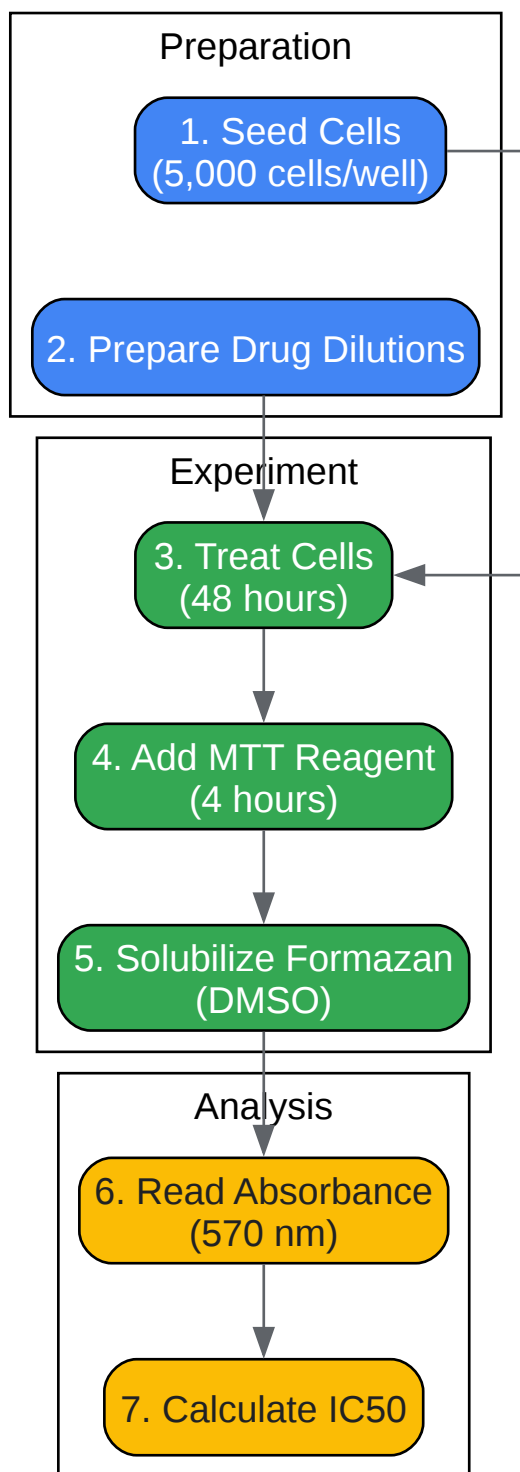 Preparation
1. Seed Cells
(5,000 cells/well)
2. Prepare Drug Dilutions
Experiment
3. Treat Cells
(48 hours)
4. Add MTT Reagent
(4 hours)
5. Solubilize Formazan
(DMSO)
Analysis
6. Read Absorbance
(570 nm)
7. Calculate IC50